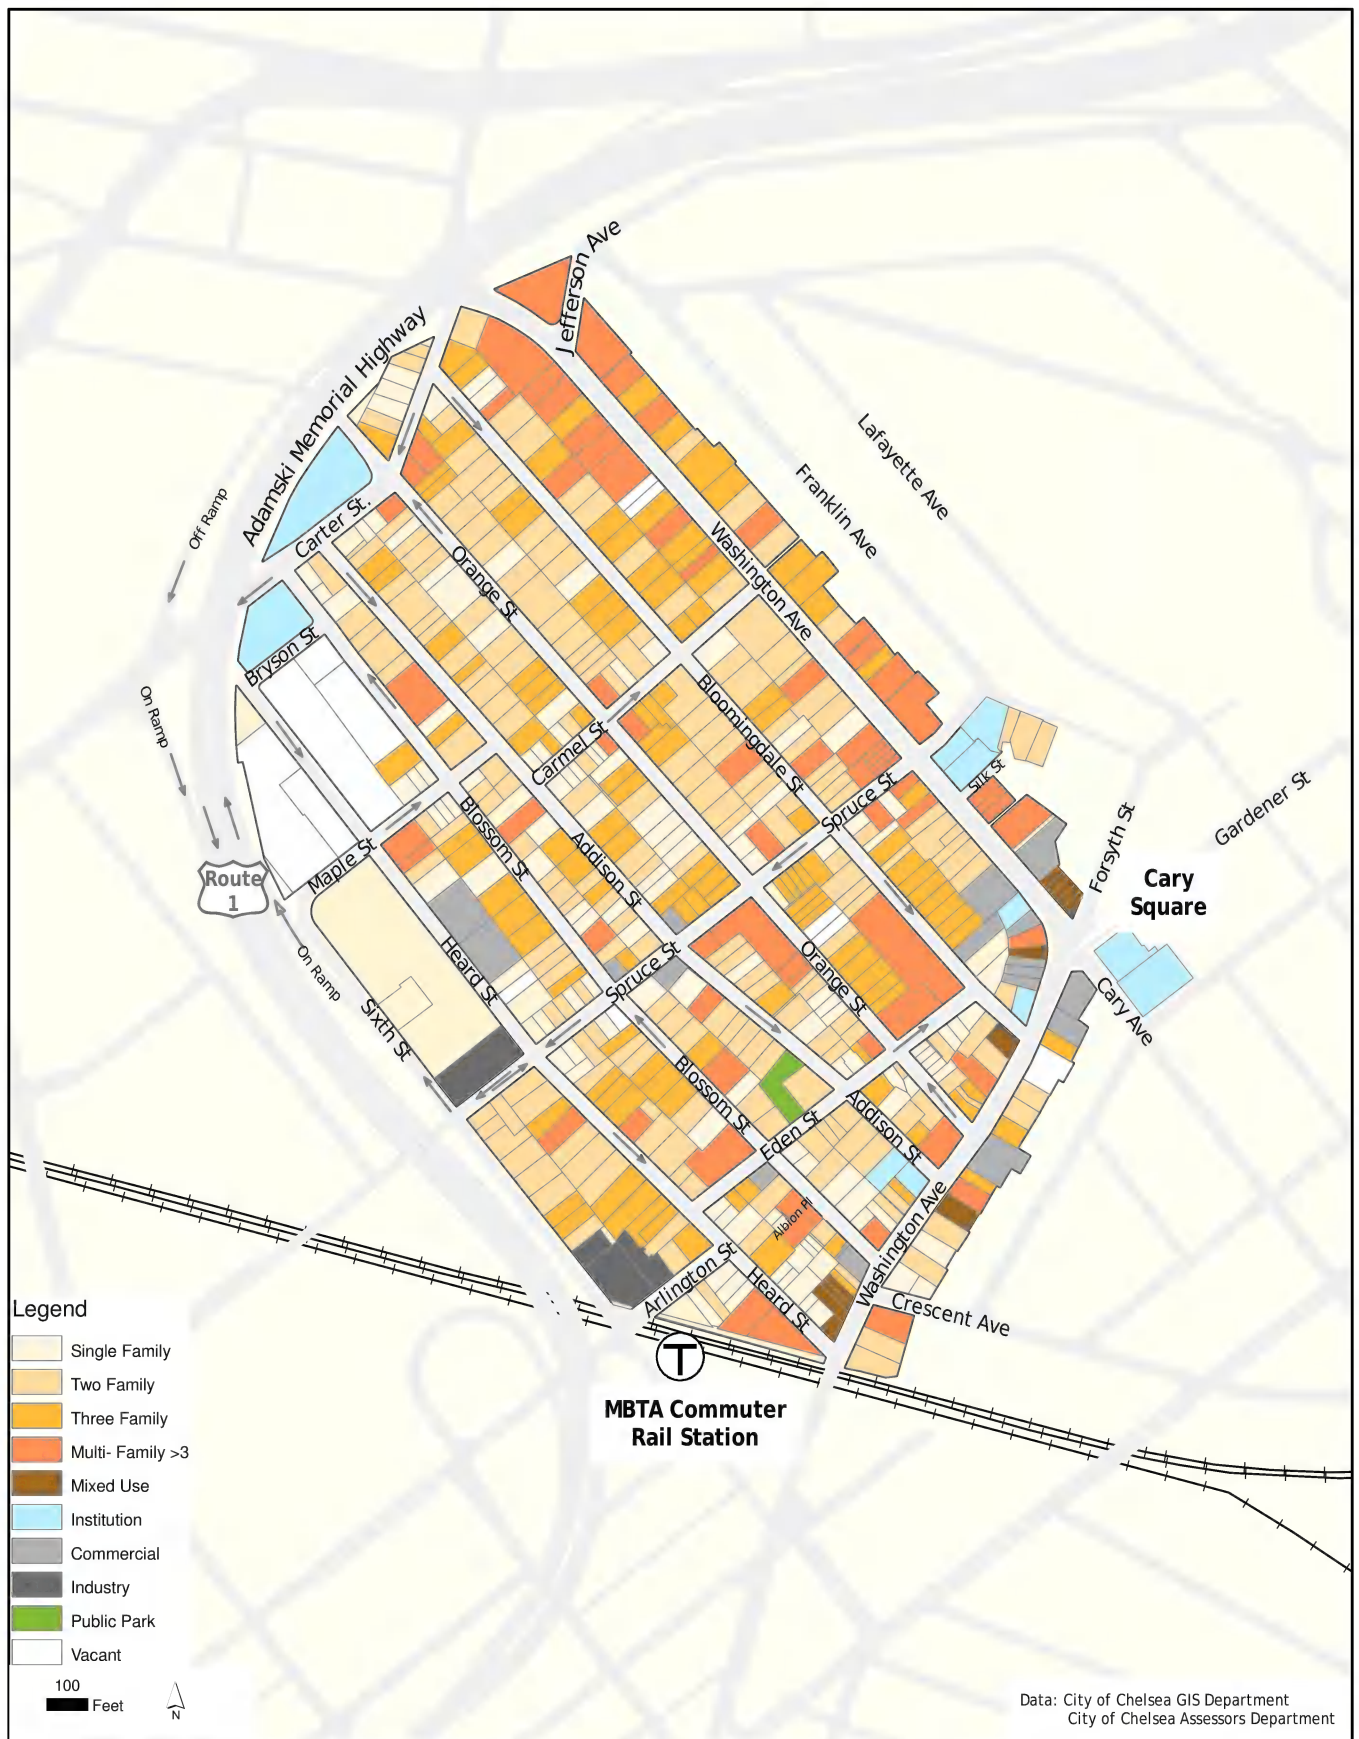 Jefferson Ave
Adamski Memorial Highway
Lafayette Ave
Franklin Ave
Off Ramp
Carter St.
Washington Ave
Orange St
Bryson St
On Ramp
Bloomingdale St
Carmel St
Silk St
Spruce St
Gardener St
Forsyth St
Blossom St
Addison St
Maple St
Route
1
Cary
Square
Heard St
Spruce St
Orange St
On Ramp
Cary Ave
Sixth St
Blossom St
Eden St
Addison St
Albion Pl
Washington Ave
Arlington St
Heard St
Crescent Ave
T
MBTA Commuter
Rail Station
Legend
Single Family
Two Family
Three Family
Multi- Family >3
Mixed Use
Institution
Commercial
Industry
Public Park
Vacant
100
Feet
N
Data: City of Chelsea GIS Department
City of Chelsea Assessors Department